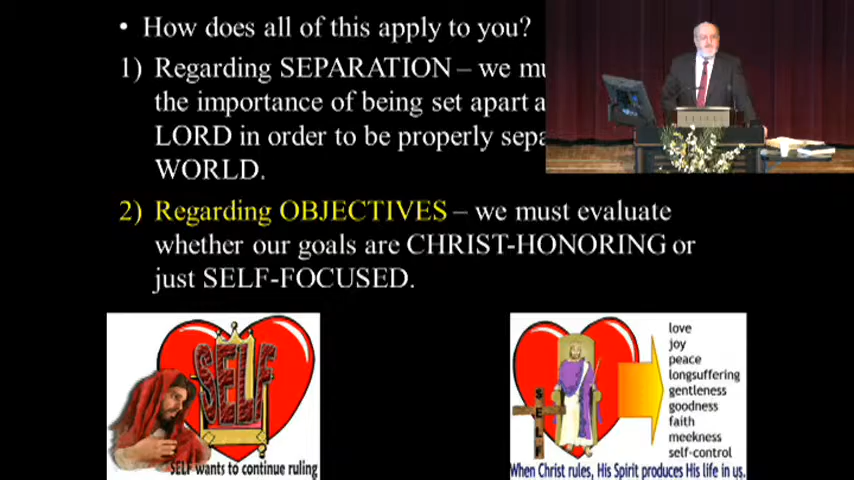 • How does all of this apply to you?
1) Regarding SEPARATION – we
the importance of being set apart
LORD in order to be properly
WORLD.
2) Regarding OBJECTIVES – we must evaluate
whether our goals are CHRIST-HONORING or
just SELF-FOCUSED.
SELF
SELF wants to continue ruling
SELF
love
joy
peace
longsuffering
gentleness
goodness
faith
meekness
self-control
When Christ rules, His Spirit produces His life in us.